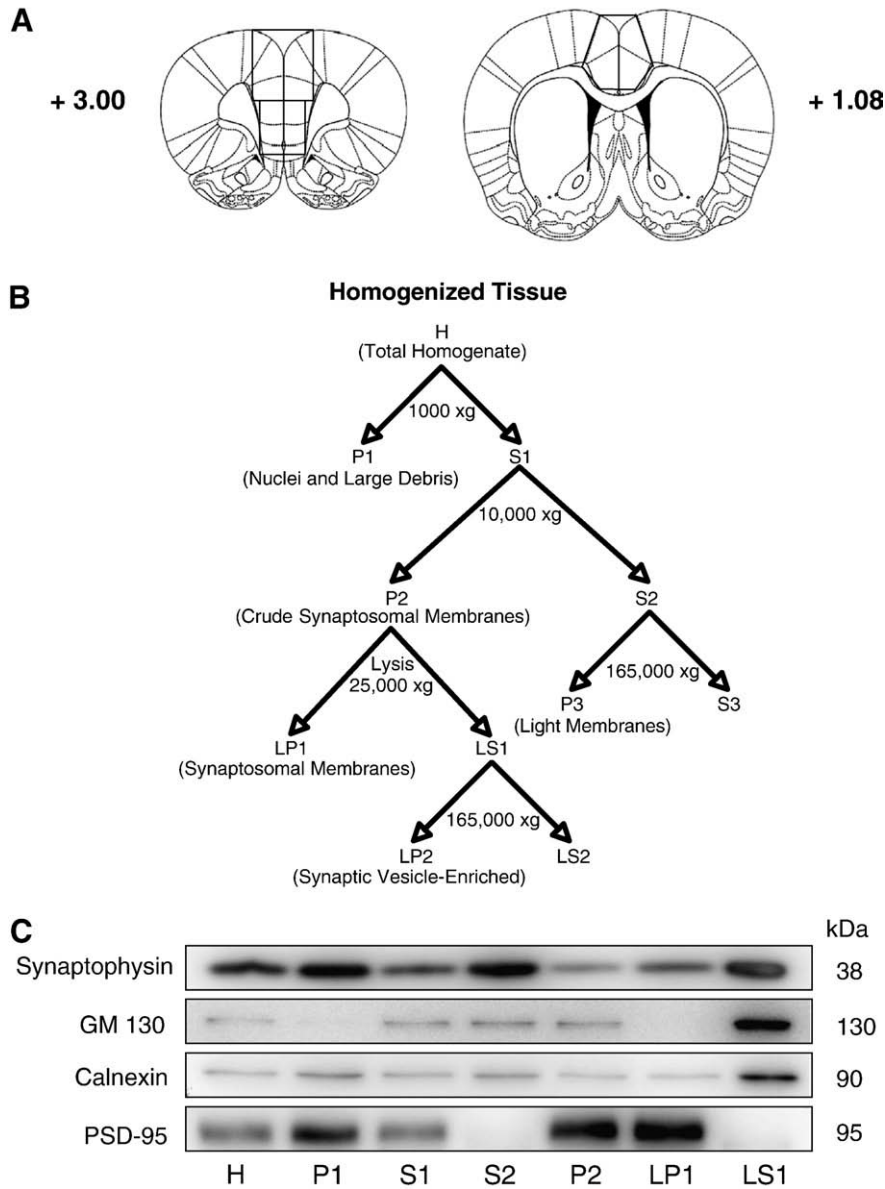 A
+ 3.00
+ 1.08
B
Homogenized Tissue
H
(Total Homogenate)
1000 xg
P1
S1
(Nuclei and Large Debris)
10,000 xg
P2
S2
(Crude Synaptosomal Membranes)
Lysis
25,000 xg
165,000 xg
P3
S3
(Light Membranes)
LP1
LS1
(Synaptosomal Membranes)
165,000 xg
LP2
LS2
(Synaptic Vesicle-Enriched)
C
kDa
Synaptophysin
38
GM 130
130
Calnexin
90
PSD-95
95
H P1 S1 S2 P2 LP1 LS1